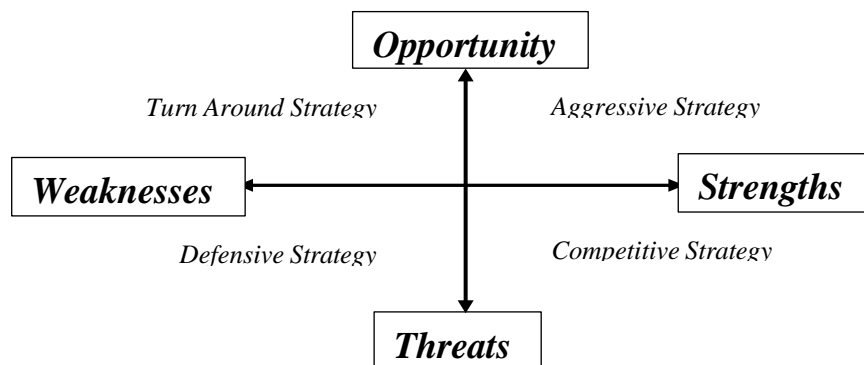 Opportunity
Turn Around Strategy
Aggressive Strategy
Weaknesses
Strengths
Defensive Strategy
Competitive Strategy
Threats